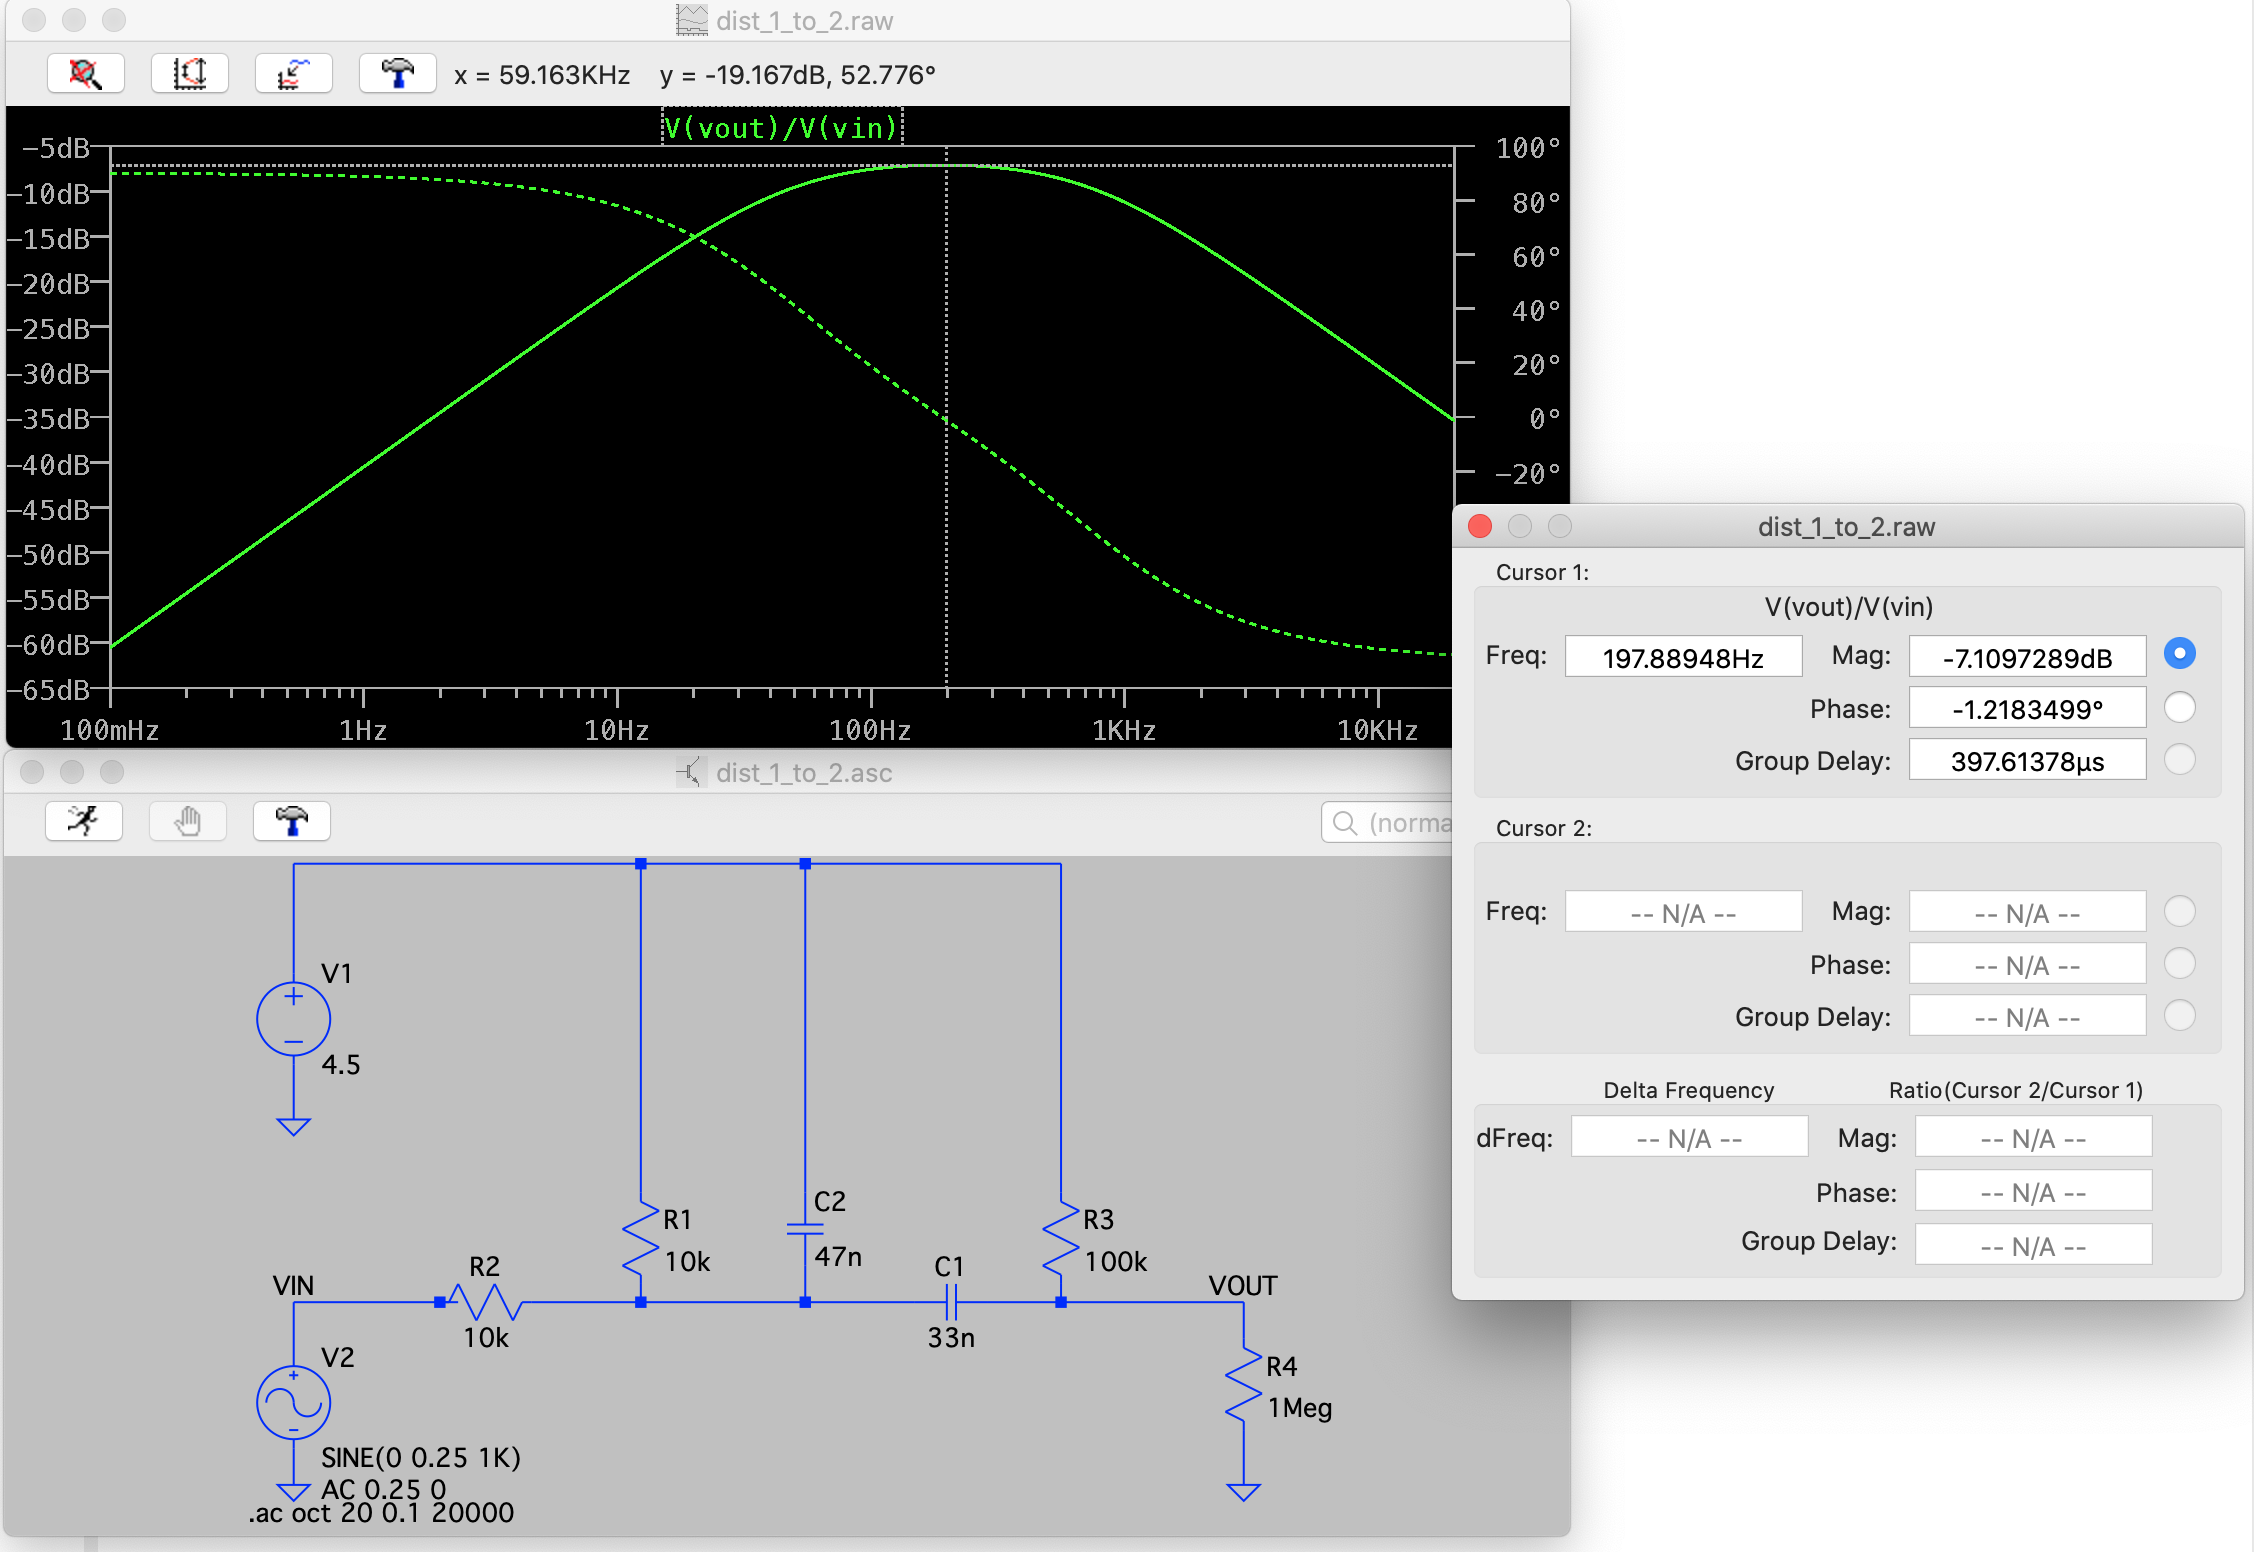 dist_1_to_2.raw
x = 59.163KHz y = -19.167dB, 52.776°
V(vout)/V(vin)
-5dB
-10dB
-15dB
-20dB
-25dB
-30dB
-35dB
-40dB
-45dB
-50dB
-55dB
-60dB
-65dB
100°
80°
60°
40°
20°
0°
-20°
100mHz 1Hz 10Hz 100Hz 1KHz 10KHz
dist_1_to_2.asc
(norma
V1
4.5
R1
10k
C2
47n
R3
100k
VIN
R2
10k
C1
33n
VOUT
V2
R4
1Meg
SINE(0 0.25 1K)
AC 0.25 0
.ac oct 20 0.1 20000
dist_1_to_2.raw
Cursor 1:
V(vout)/V(vin)
Freq: 197.88948Hz Mag: -7.1097289dB
Phase: -1.2183499°
Group Delay: 397.61378µs
Cursor 2:
Freq: -- N/A -- Mag: -- N/A --
Phase: -- N/A --
Group Delay: -- N/A --
Delta Frequency Ratio(Cursor 2/Cursor 1)
dFreq: -- N/A -- Mag: -- N/A --
Phase: -- N/A --
Group Delay: -- N/A --